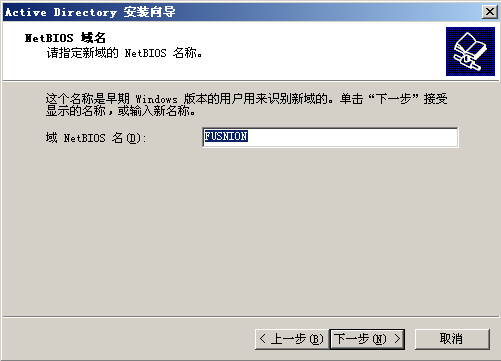 Active Directory 安装向导
NetBIOS 域名
请指定新域的 NetBIOS 名称。
这个名称是早期 Windows 版本的用户用来识别新域的。单击“下一步”接受
显示的名称，或输入新名称。
域 NetBIOS 名(D):
FUSNION
< 上一步(B)
下一步(N) >
取消